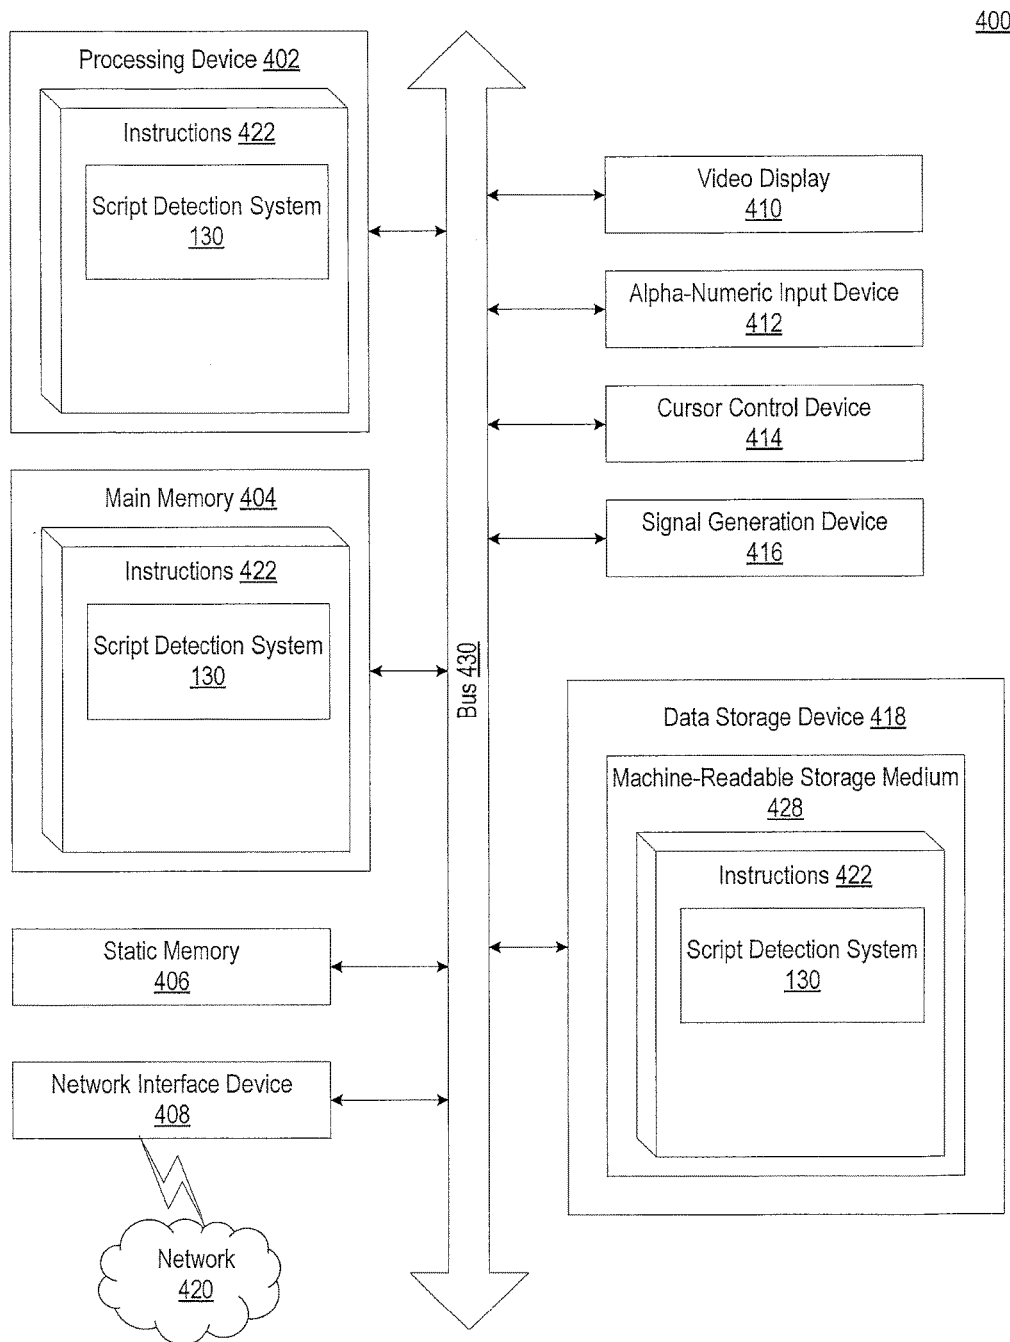 400
Processing Device 402
Instructions 422
Script Detection System
130
Main Memory 404
Instructions 422
Script Detection System
130
Static Memory
406
Network Interface Device
408
Network
420
Bus 430
Video Display
410
Alpha-Numeric Input Device
412
Cursor Control Device
414
Signal Generation Device
416
Data Storage Device 418
Machine-Readable Storage Medium
428
Instructions 422
Script Detection System
130